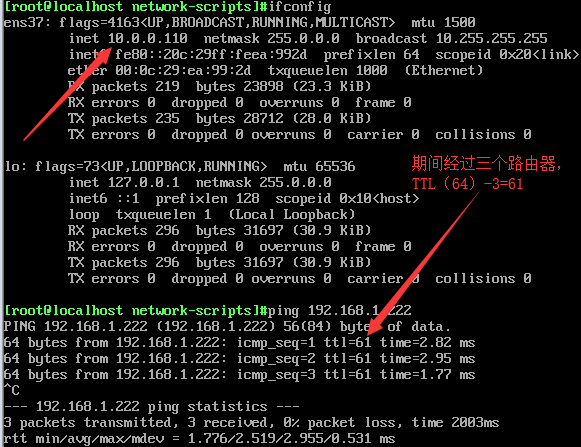 [root@localhost network-scripts]#ifconfig
ens37: flags=4163<UP,BROADCAST,RUNNING,MULTICAST>  mtu 1500
inet 10.0.0.110  netmask 255.0.0.0  broadcast 10.255.255.255
inet6 fe80::20c:29ff:feea:992d  prefixlen 64  scopeid 0x20<link>
ether 00:0c:29:ea:99:2d  txqueuelen 1000  (Ethernet)
RX packets 219  bytes 23898 (23.3 KiB)
RX errors 0  dropped 0  overruns 0  frame 0
TX packets 235  bytes 28712 (28.0 KiB)
TX errors 0  dropped 0 overruns 0  carrier 0  collisions 0
lo: flags=73<UP,LOOPBACK,RUNNING>  mtu 65536
inet 127.0.0.1  netmask 255.0.0.0
inet6 ::1  prefixlen 128  scopeid 0x10<host>
loop  txqueuelen 1  (Local Loopback)
RX packets 296  bytes 31697 (30.9 KiB)
RX errors 0  dropped 0  overruns 0  frame 0
TX packets 296  bytes 31697 (30.9 KiB)
TX errors 0  dropped 0 overruns 0  carrier 0  collisions 0
期间经过三个路由器，
TTL（64）-3=61
[root@localhost network-scripts]#ping 192.168.1.222
PING 192.168.1.222 (192.168.1.222) 56(84) bytes of data.
64 bytes from 192.168.1.222: icmp_seq=1 ttl=61 time=2.82 ms
64 bytes from 192.168.1.222: icmp_seq=2 ttl=61 time=2.95 ms
64 bytes from 192.168.1.222: icmp_seq=3 ttl=61 time=1.77 ms
^C
--- 192.168.1.222 ping statistics ---
3 packets transmitted, 3 received, 0% packet loss, time 2003ms
rtt min/avg/max/mdev = 1.776/2.519/2.955/0.531 ms